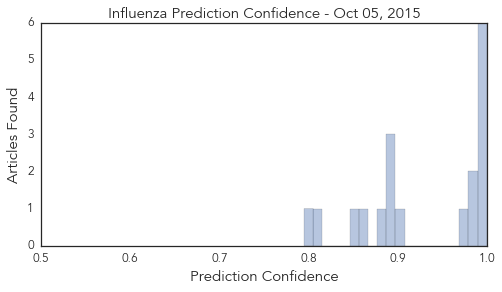 Influenza Prediction Confidence - Oct 05, 2015
Articles Found
6
5
4
3
2
1
0
0.5 0.6 0.7 0.8 0.9 1.0
Prediction Confidence